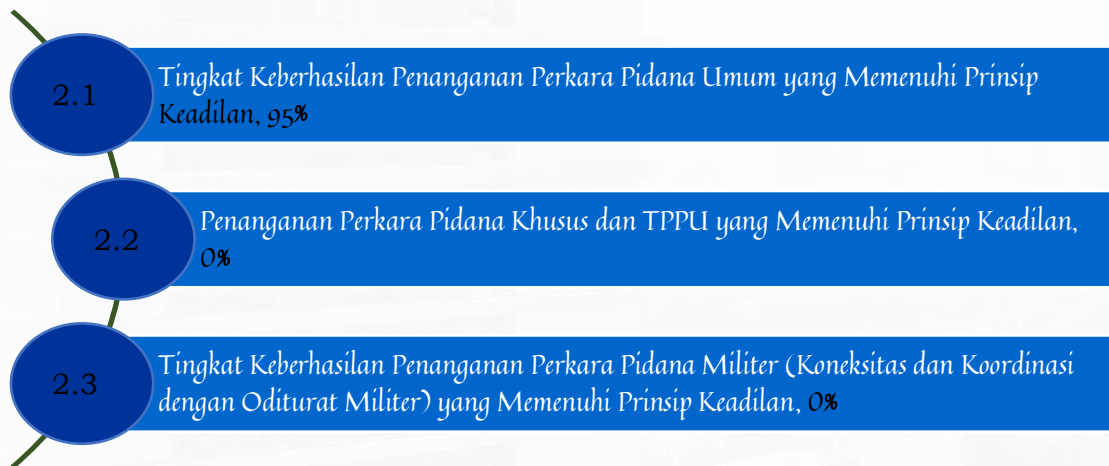 2.1
Tingkat Keberhasilan Penanganan Perkara Pidana Umum yang Memenuhi Prinsip
Keadilan, 95%
2.2
Penanganan Perkara Pidana Khusus dan TPPU yang Memenuhi Prinsip Keadilan,
0%
2.3
Tingkat Keberhasilan Penanganan Perkara Pidana Militer (Koneksitas dan Koordinasi
dengan Oditurat Militer) yang Memenuhi Prinsip Keadilan, 0%